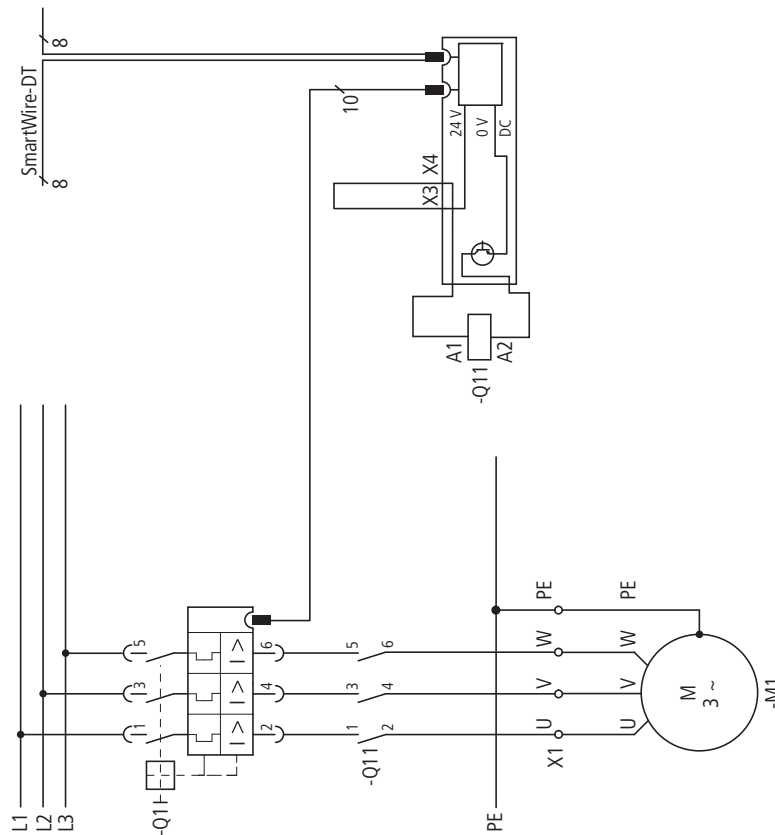 SmartWire-DT
8
8
10
X3 X4
24 V
0 V
DC
A1
A2
-Q11
L1
L2
L3
1
3
5
-Q1
I >
I >
I >
2
4
6
1
3
5
-Q11
2
4
6
PE
U
V
W
PE
X1
U
V
W
PE
M
3 ~
-M1